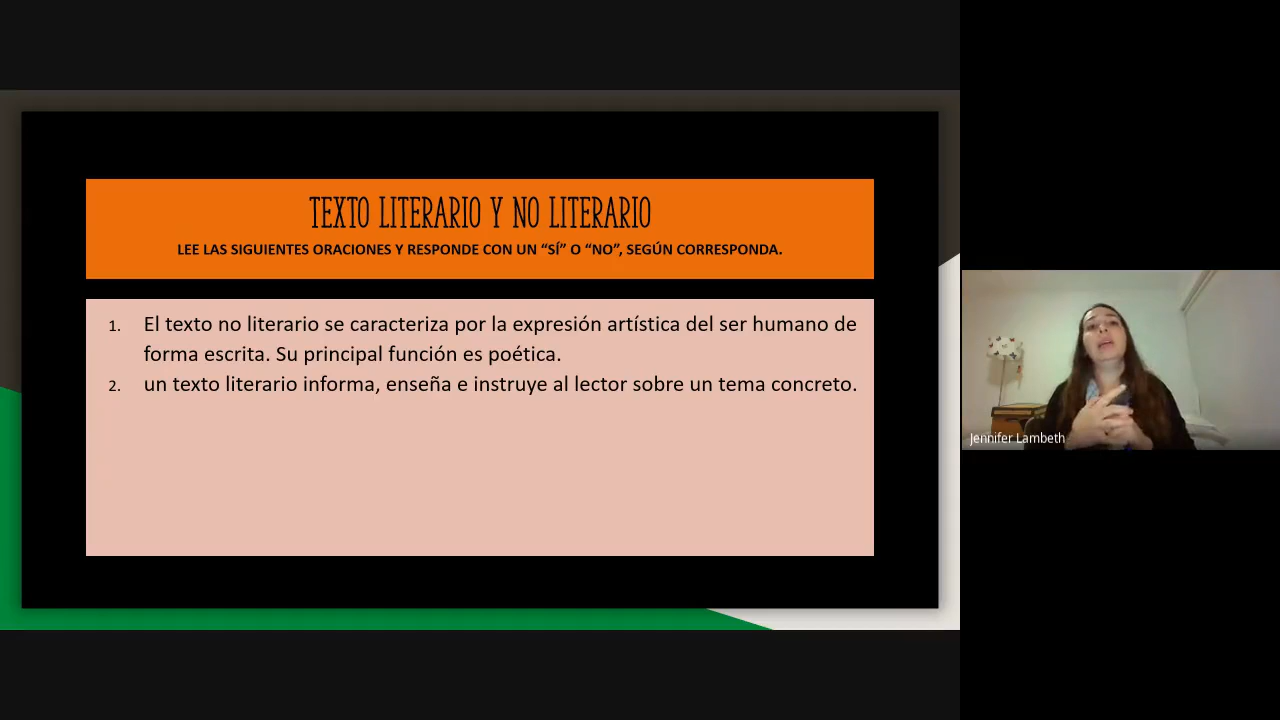 TEXTO LITERARIO Y NO LITERARIO
LEE LAS SIGUIENTES ORACIONES Y RESPONDE CON UN “SÍ” O “NO”, SEGÚN CORRESPONDA.
1. El texto no literario se caracteriza por la expresión artística del ser humano de
forma escrita. Su principal función es poética.
2. un texto literario informa, enseña e instruye al lector sobre un tema concreto.
Jennifer Lambeth